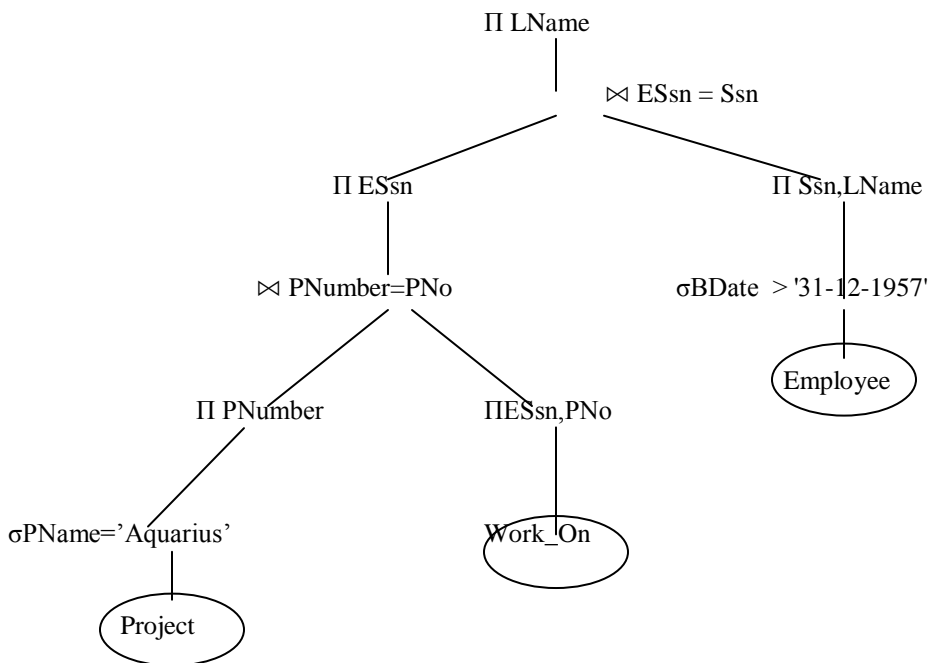 Π LName
⋈ ESsn = Ssn
Π ESsn
Π Ssn,LName
⋈ PNumber=PNo
σBDate > '31-12-1957'
Employee
Π PNumber
ΠESsn,PNo
σPName=’Aquarius’
Work_On
Project